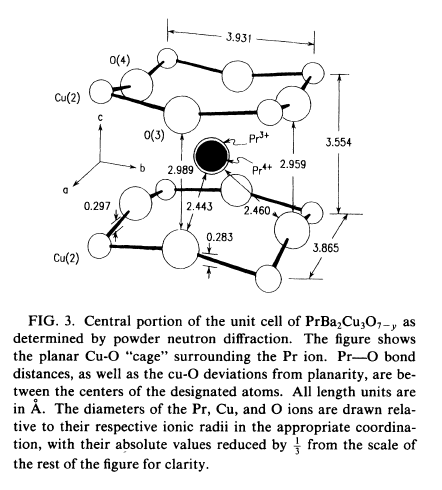 3.931
O(4)
Cu(2)
O(3)
Pr3+
Pr4+
c
b
a
2.989
2.959
3.554
0.297
2.443
2.460
0.283
3.865
Cu(2)
FIG. 3. Central portion of the unit cell of PrBa2Cu3O7−y as
determined by powder neutron diffraction. The figure shows
the planar Cu-O “cage” surrounding the Pr ion. Pr—O bond
distances, as well as the cu-O deviations from planarity, are be-
tween the centers of the designated atoms. All length units are
in Å. The diameters of the Pr, Cu, and O ions are drawn rela-
tive to their respective ionic radii in the appropriate coordina-
tion, with their absolute values reduced by 1/3 from the scale of
the rest of the figure for clarity.